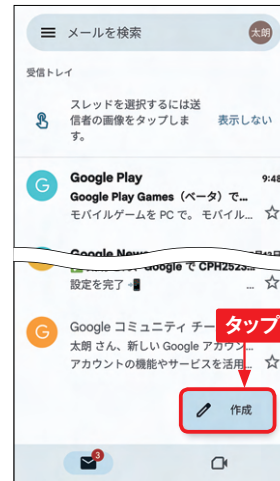 メールを検索
太朗
受信トレイ
スレッドを選択するには送
信者の画像をタップしま
す。
表示しない
G
Google Play
9:48
Google Play Games（ベータ）で...
モバイルゲームを PC で。 モバイル...
Google News
Google で CPH2523...
設定を完了
...
G
Google コミュニティ チー
タップ
太朗 さん、新しい Google アカウン...
アカウントの機能やサービスを活用...
作成
3